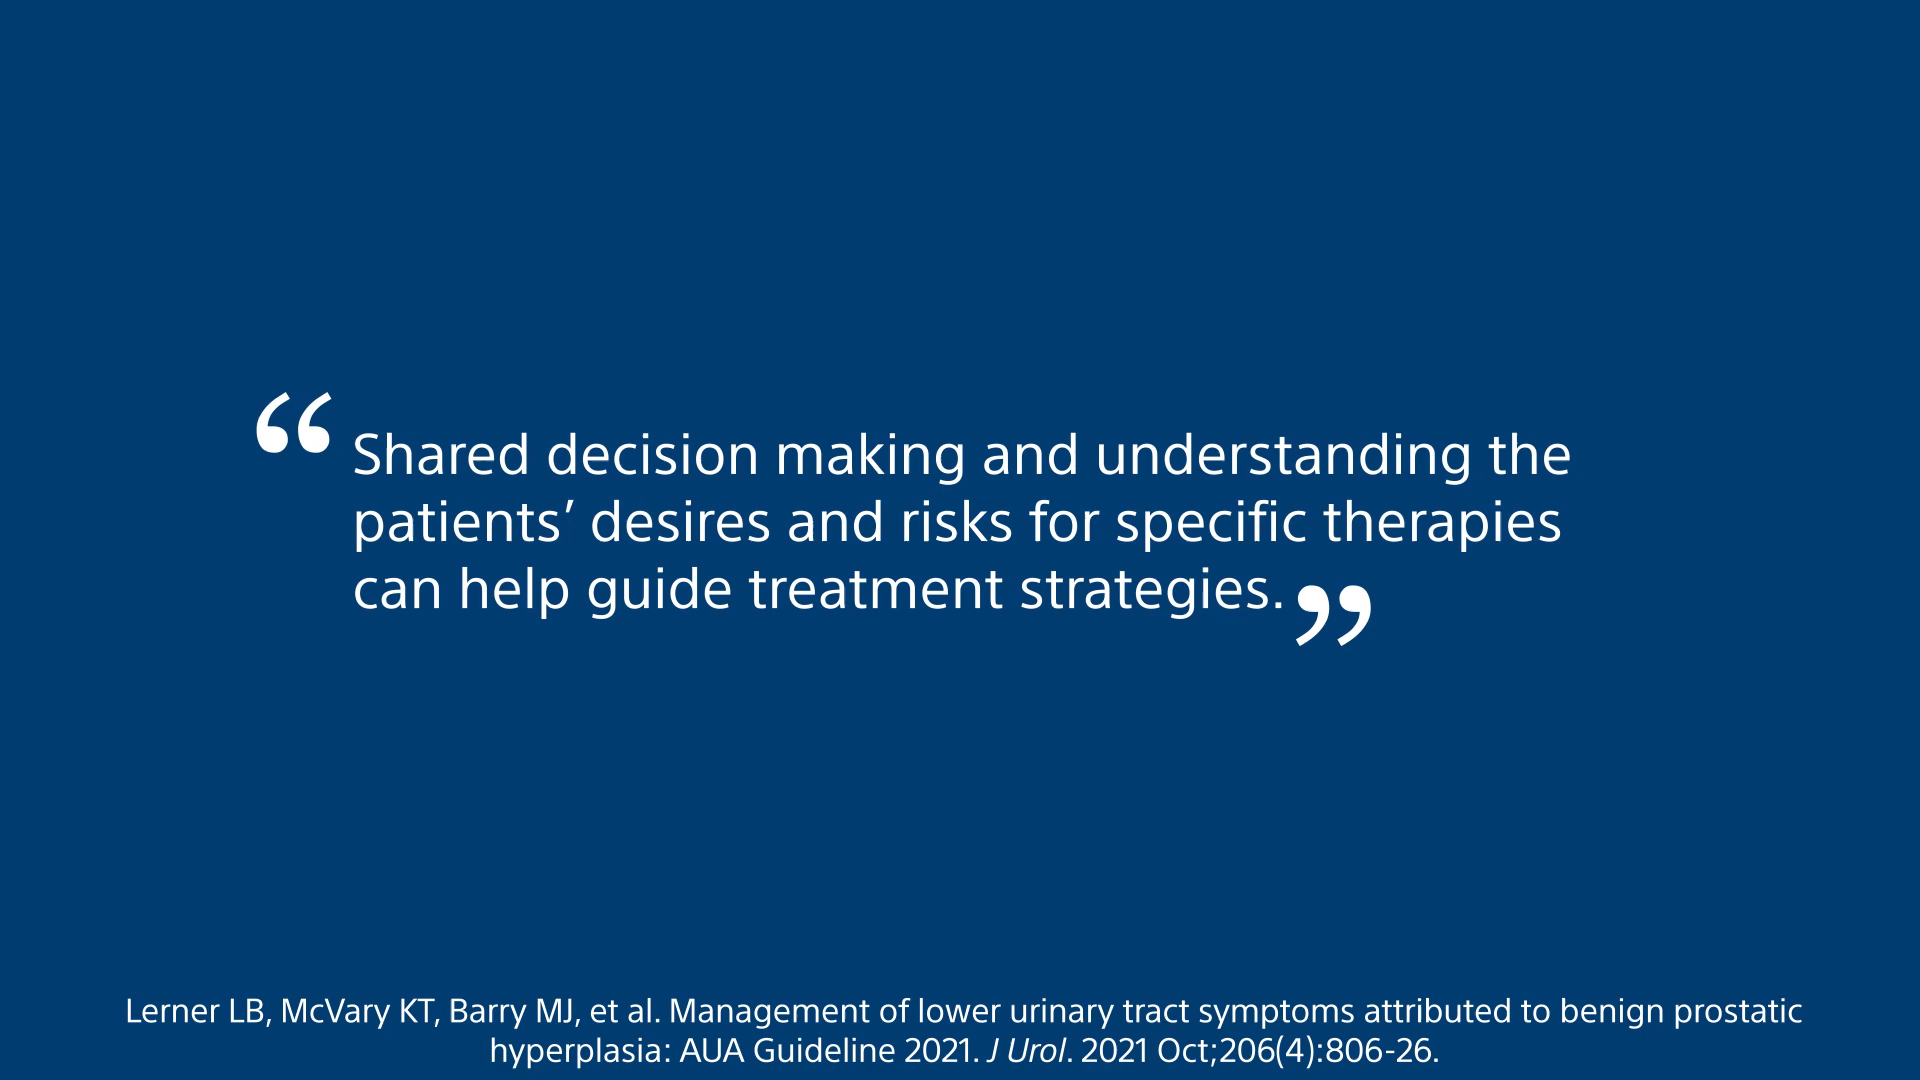 “Shared decision making and understanding the
patients’ desires and risks for specific therapies
can help guide treatment strategies.”
Lerner LB, McVary KT, Barry MJ, et al. Management of lower urinary tract symptoms attributed to benign prostatic
hyperplasia: AUA Guideline 2021. J Urol. 2021 Oct;206(4):806-26.